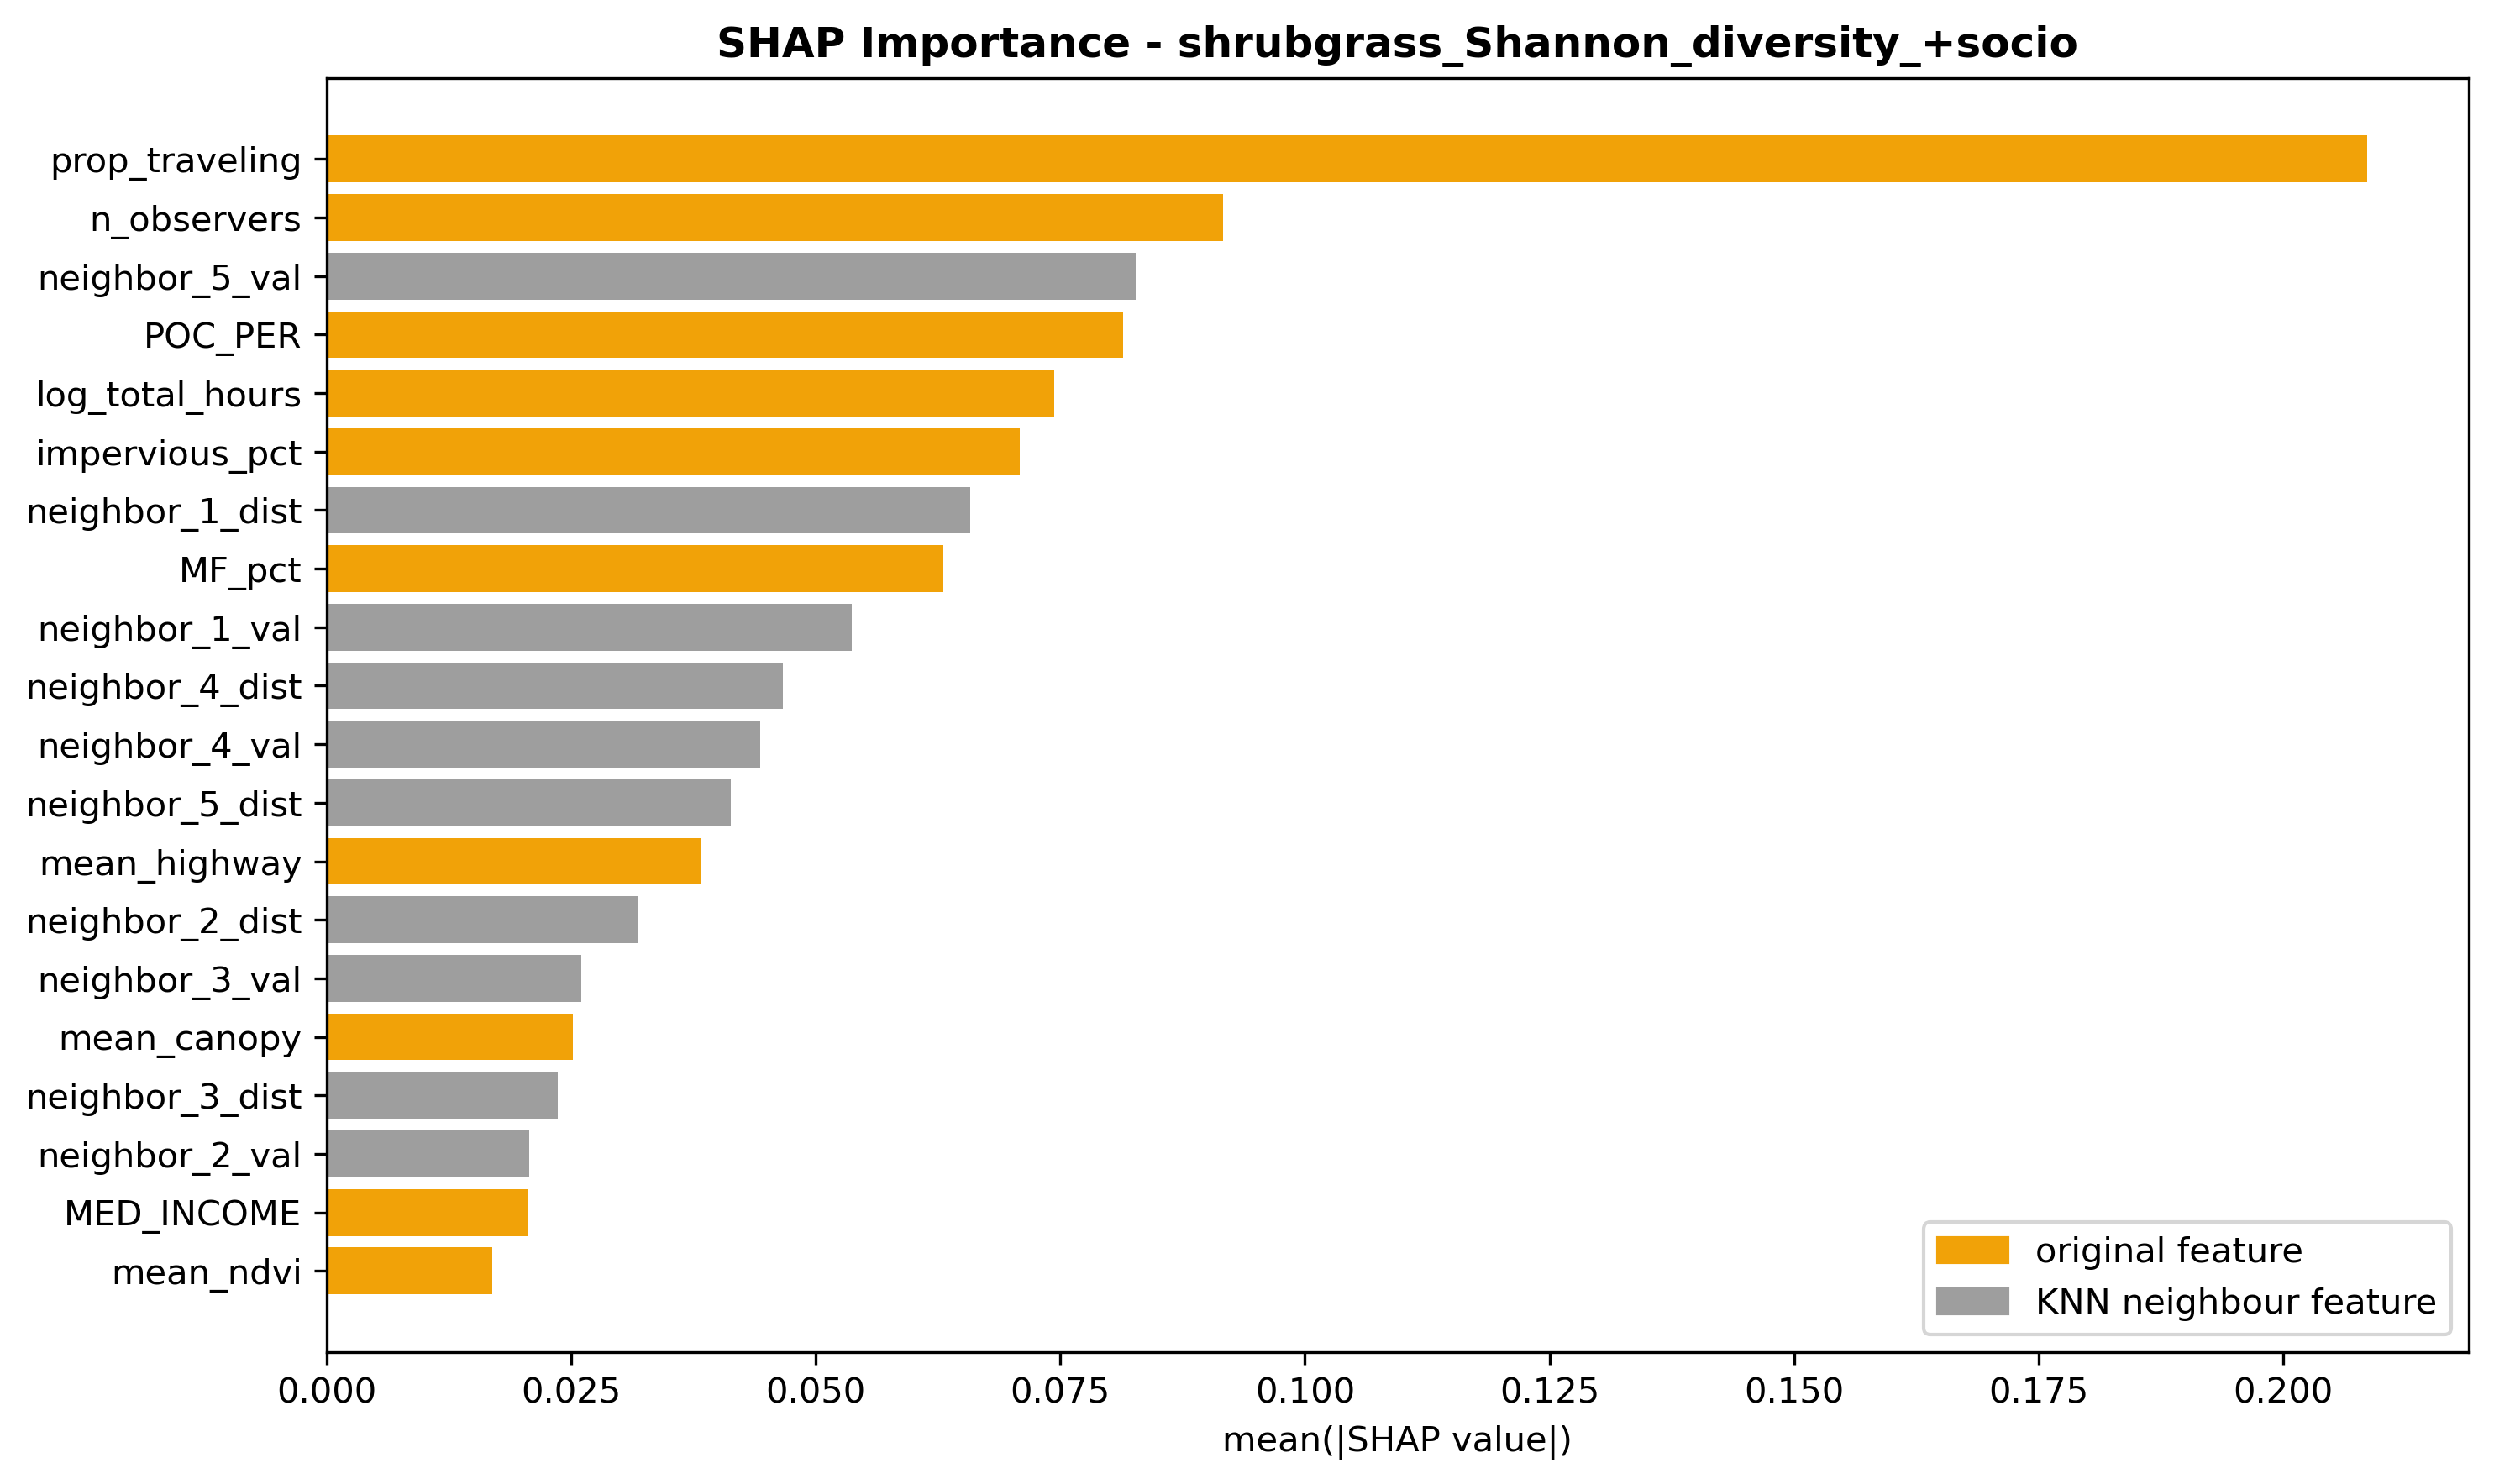 SHAP Importance - shrubgrass_Shannon_diversity_+socio
prop_traveling
n_observers
neighbor_5_val
POC_PER
log_total_hours
impervious_pct
neighbor_1_dist
MF_pct
neighbor_1_val
neighbor_4_dist
neighbor_4_val
neighbor_5_dist
mean_highway
neighbor_2_dist
neighbor_3_val
mean_canopy
neighbor_3_dist
neighbor_2_val
MED_INCOME
mean_ndvi
original feature
KNN neighbour feature
0.000 0.025 0.050 0.075 0.100 0.125 0.150 0.175 0.200
mean(|SHAP value|)